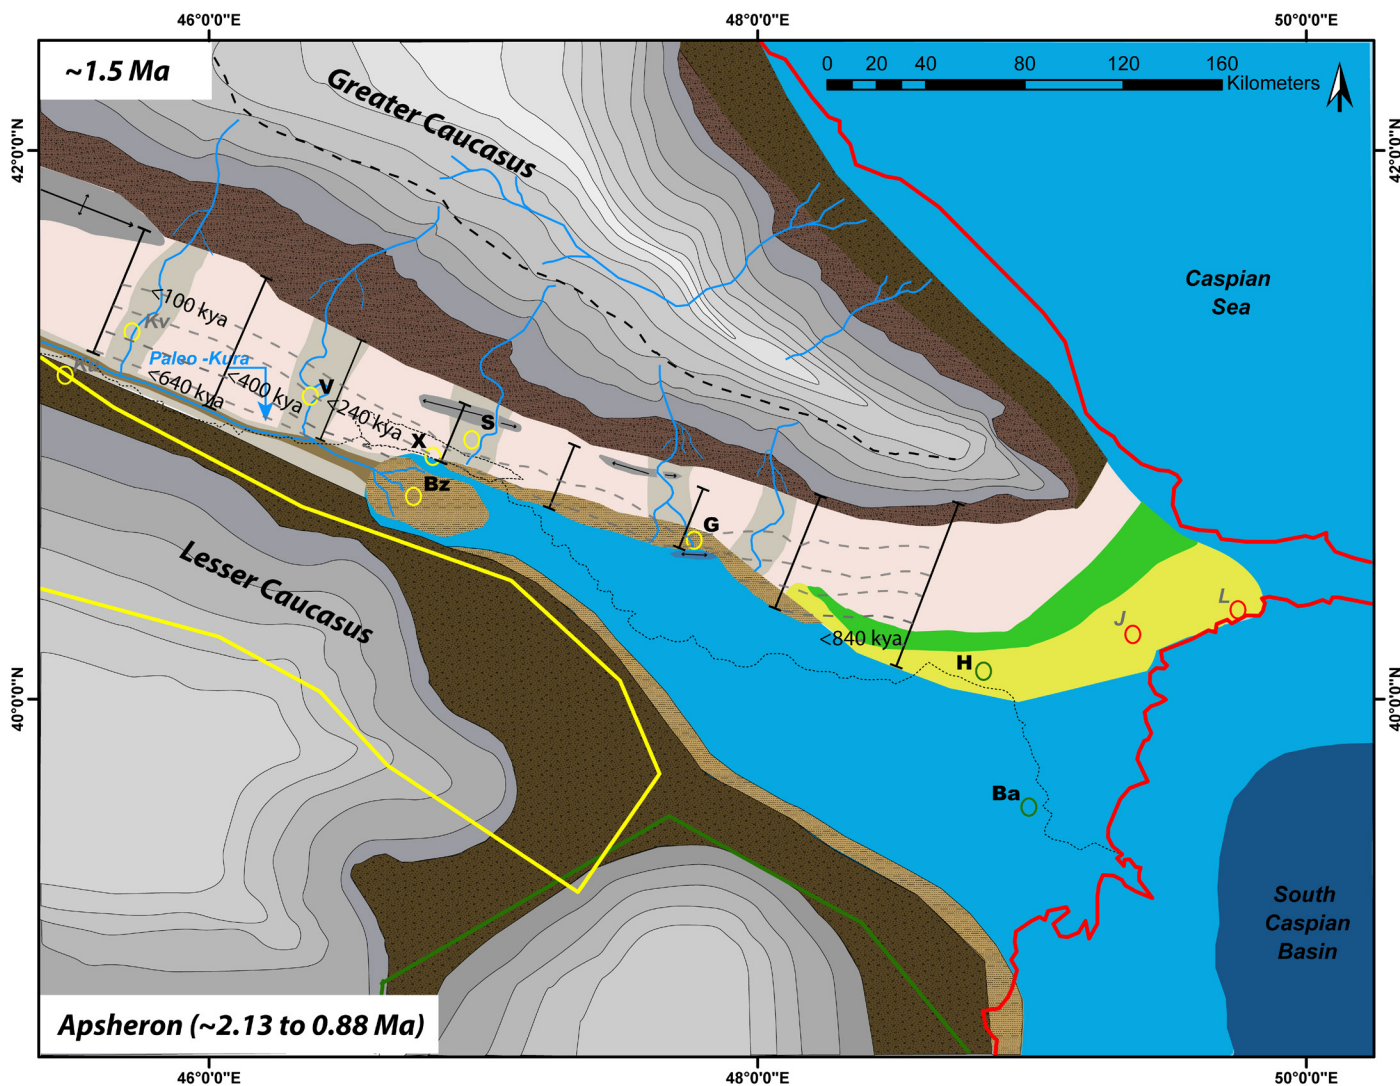 46°0'0"E
48°0'0"E
50°0'0"E
~1.5 Ma
Greater Caucasus
0 20 40 80 120 160
Kilometers
42°0'0"N
42°0'0"N
Caspian
Sea
<100 kya
Kv
Paleo -Kura
<640 kya
<400 kya
V
<240 kya
S
X
Bz
G
Lesser Caucasus
<840 kya
L
J
H
40°0'0"N
40°0'0"N
Ba
South
Caspian
Basin
Apsheron (~2.13 to 0.88 Ma)
46°0'0"E
48°0'0"E
50°0'0"E